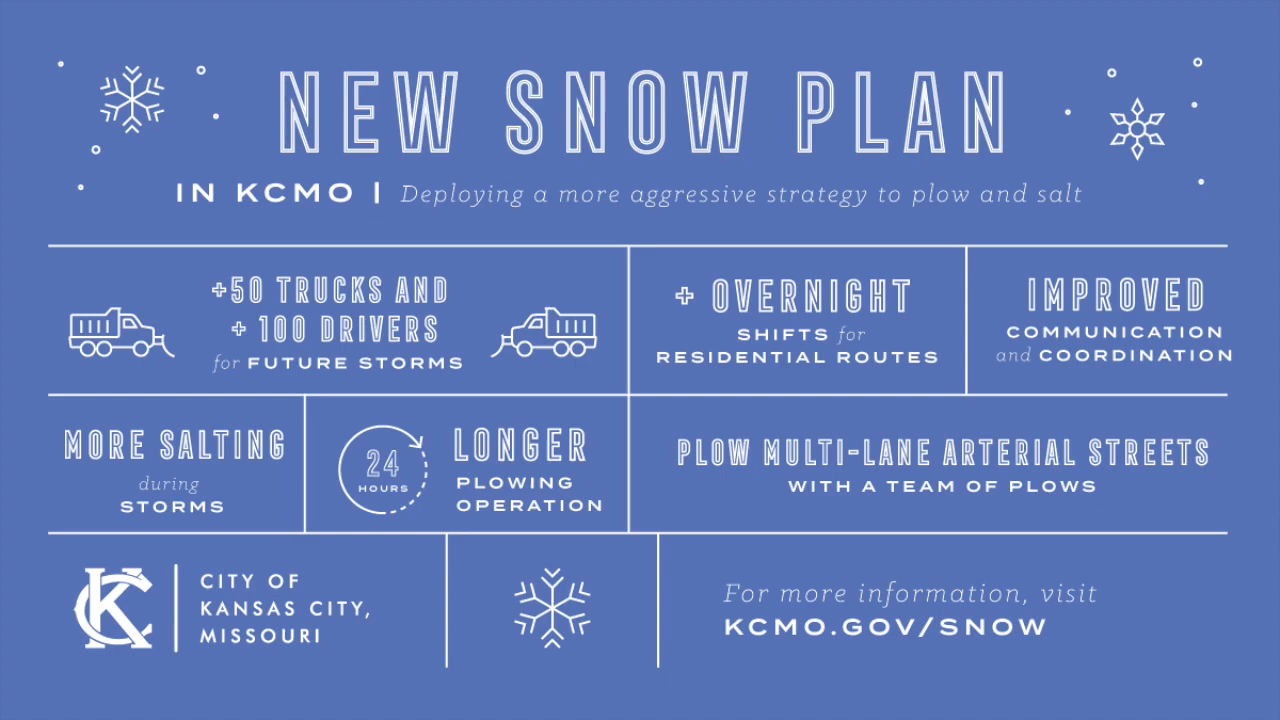 NEW SNOW PLAN
IN KCMO | Deploying a more aggressive strategy to plow and salt
+50 TRUCKS AND
+ 100 DRIVERS
for FUTURE STORMS
+ OVERNIGHT
SHIFTS for
RESIDENTIAL ROUTES
IMPROVED
COMMUNICATION
and COORDINATION
MORE SALTING
during
STORMS
24
HOURS
LONGER
PLOWING
OPERATION
PLOW MULTI-LANE ARTERIAL STREETS
WITH A TEAM OF PLOWS
KC
CITY OF
KANSAS CITY,
MISSOURI
For more information, visit
KCMO.GOV/SNOW